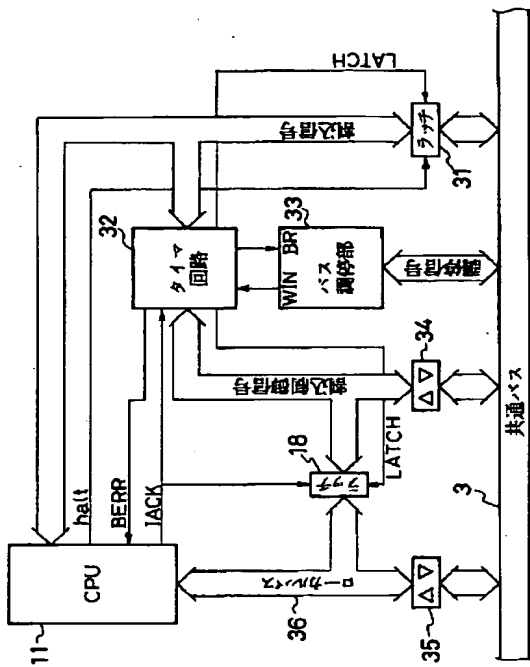 11
CPU
halt
BERR
IACK
36
ローカルバス
35
18
ラッチ
LATCH
32
タイマ
回路
割込制御信号
34
33
WIN BR
バス
調停部
調停信号
割込信号
LATCH
ラッチ
31
3
共通バス